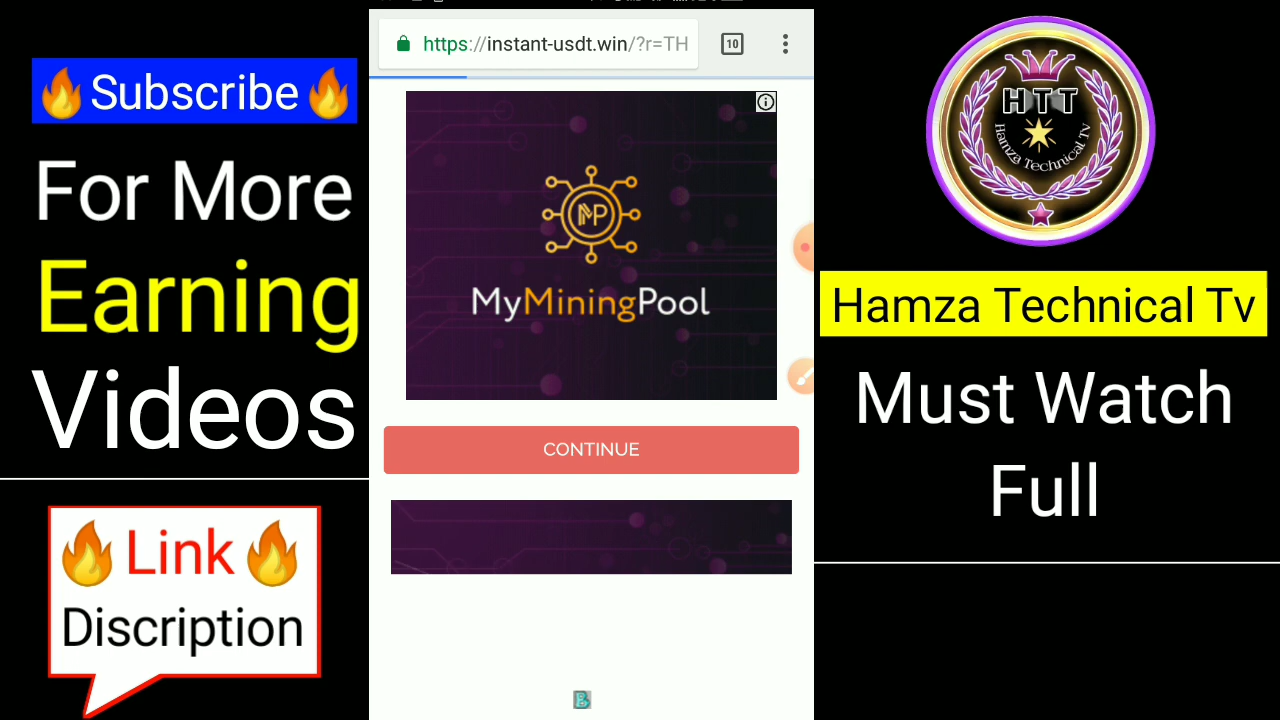 Subscribe
For More
Earning
Videos
Link
Discription
https://instant-usdt.win/?r=TH
10
MyMiningPool
CONTINUE
HTT
Hamza Technical Tv
Hamza Technical Tv
Must Watch
Full